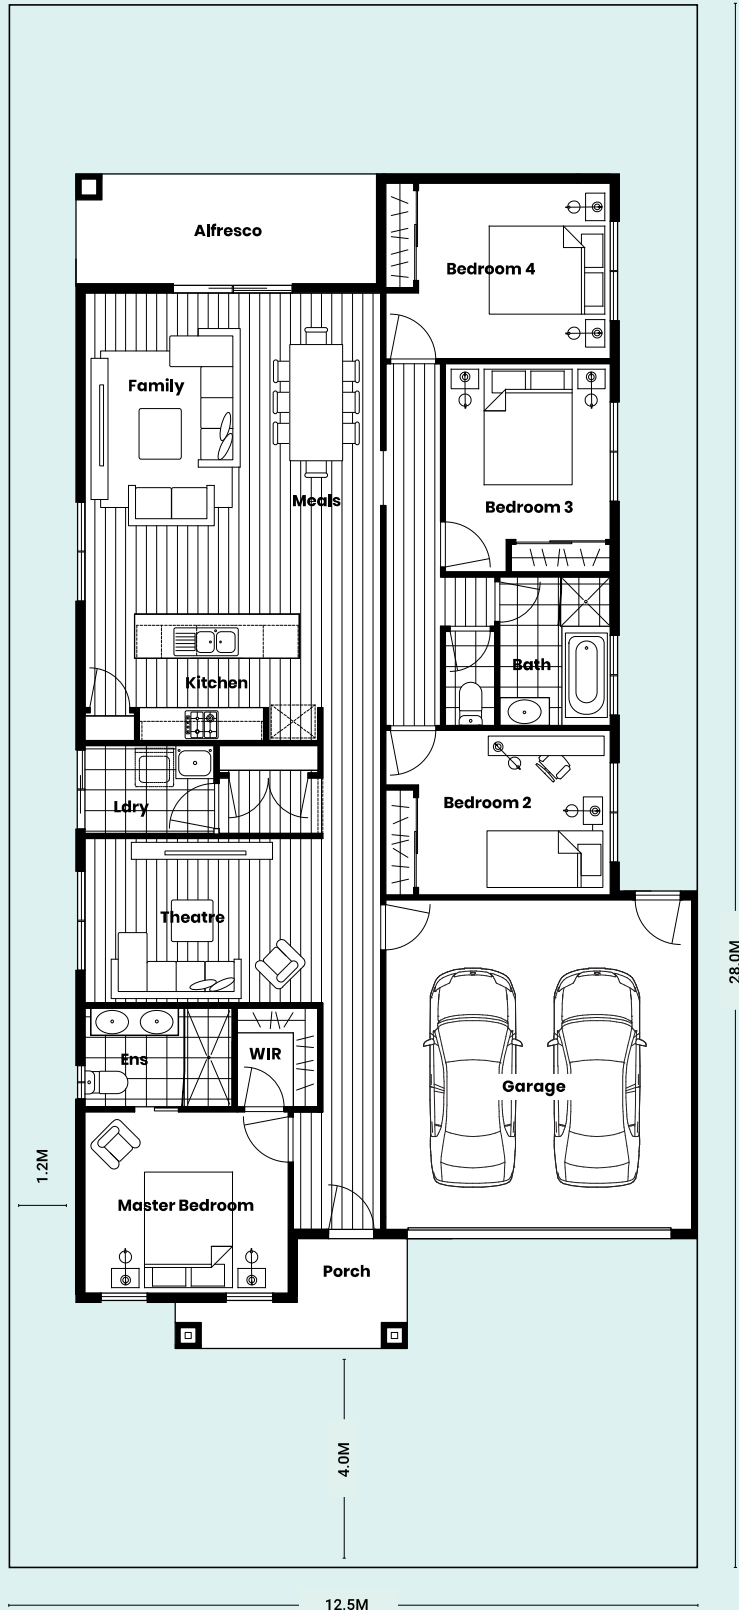 Alfresco
Bedroom 4
Family
Meals
Bedroom 3
Kitchen
Bath
Ldry
Bedroom 2
Theatre
28.0M
Ens
WIR
Garage
1.2M
Master Bedroom
Porch
4.0M
12.5M